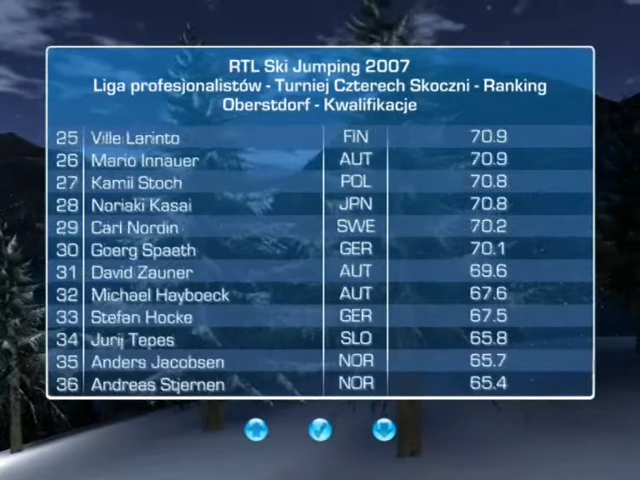 RTL Ski Jumping 2007
Liga profesjonalistów - Turniej Czterech Skoczni - Ranking
Oberstdorf - Kwalifikacje
25 Ville Larinto FIN 70.9
26 Mario Innauer AUT 70.9
27 Kamil Stoch POL 70.8
28 Noriaki Kasai JPN 70.8
29 Carl Nordin SWE 70.2
30 Goerg Spaeth GER 70.1
31 David Zauner AUT 69.6
32 Michael Hayboeck AUT 67.6
33 Stefan Hocke GER 67.5
34 Jurij Tepes SLO 65.8
35 Anders Jacobsen NOR 65.7
36 Andreas Stjernen NOR 65.4